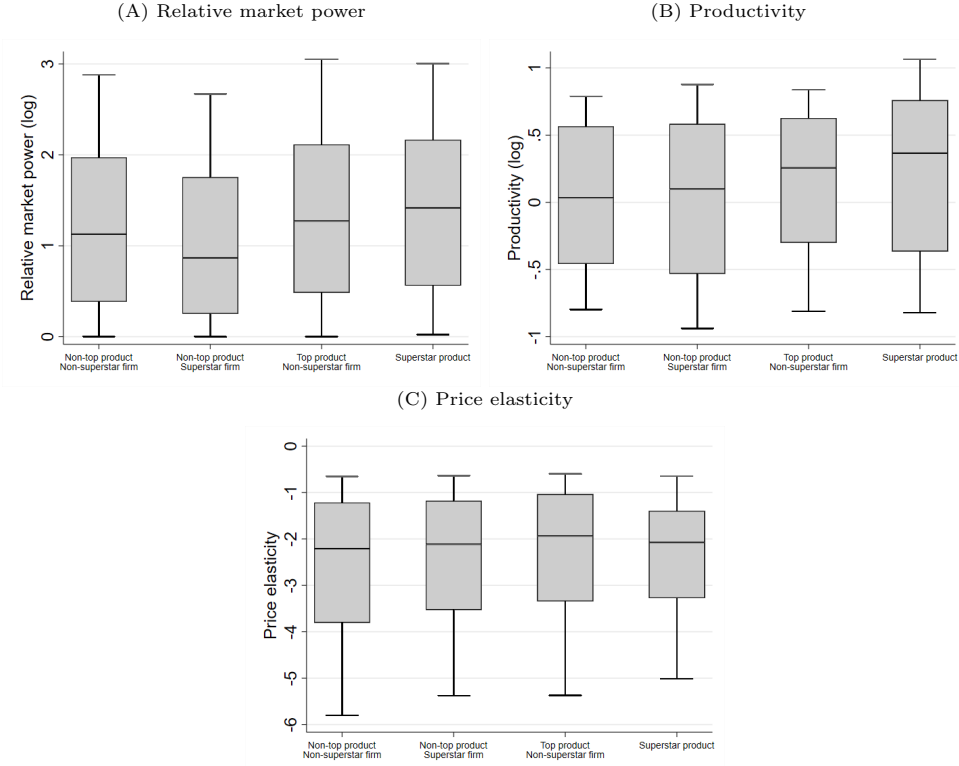 (A) Relative market power
Relative market power (log)
3
2
1
0
Non-top product
Non-superstar firm
Non-top product
Superstar firm
Top product
Non-superstar firm
Superstar product
(B) Productivity
Productivity (log)
1
.5
0
-.5
-1
Non-top product
Non-superstar firm
Non-top product
Superstar firm
Top product
Non-superstar firm
Superstar product
(C) Price elasticity
Price elasticity
0
-1
-2
-3
-4
-5
-6
Non-top product
Non-superstar firm
Non-top product
Superstar firm
Top product
Non-superstar firm
Superstar product